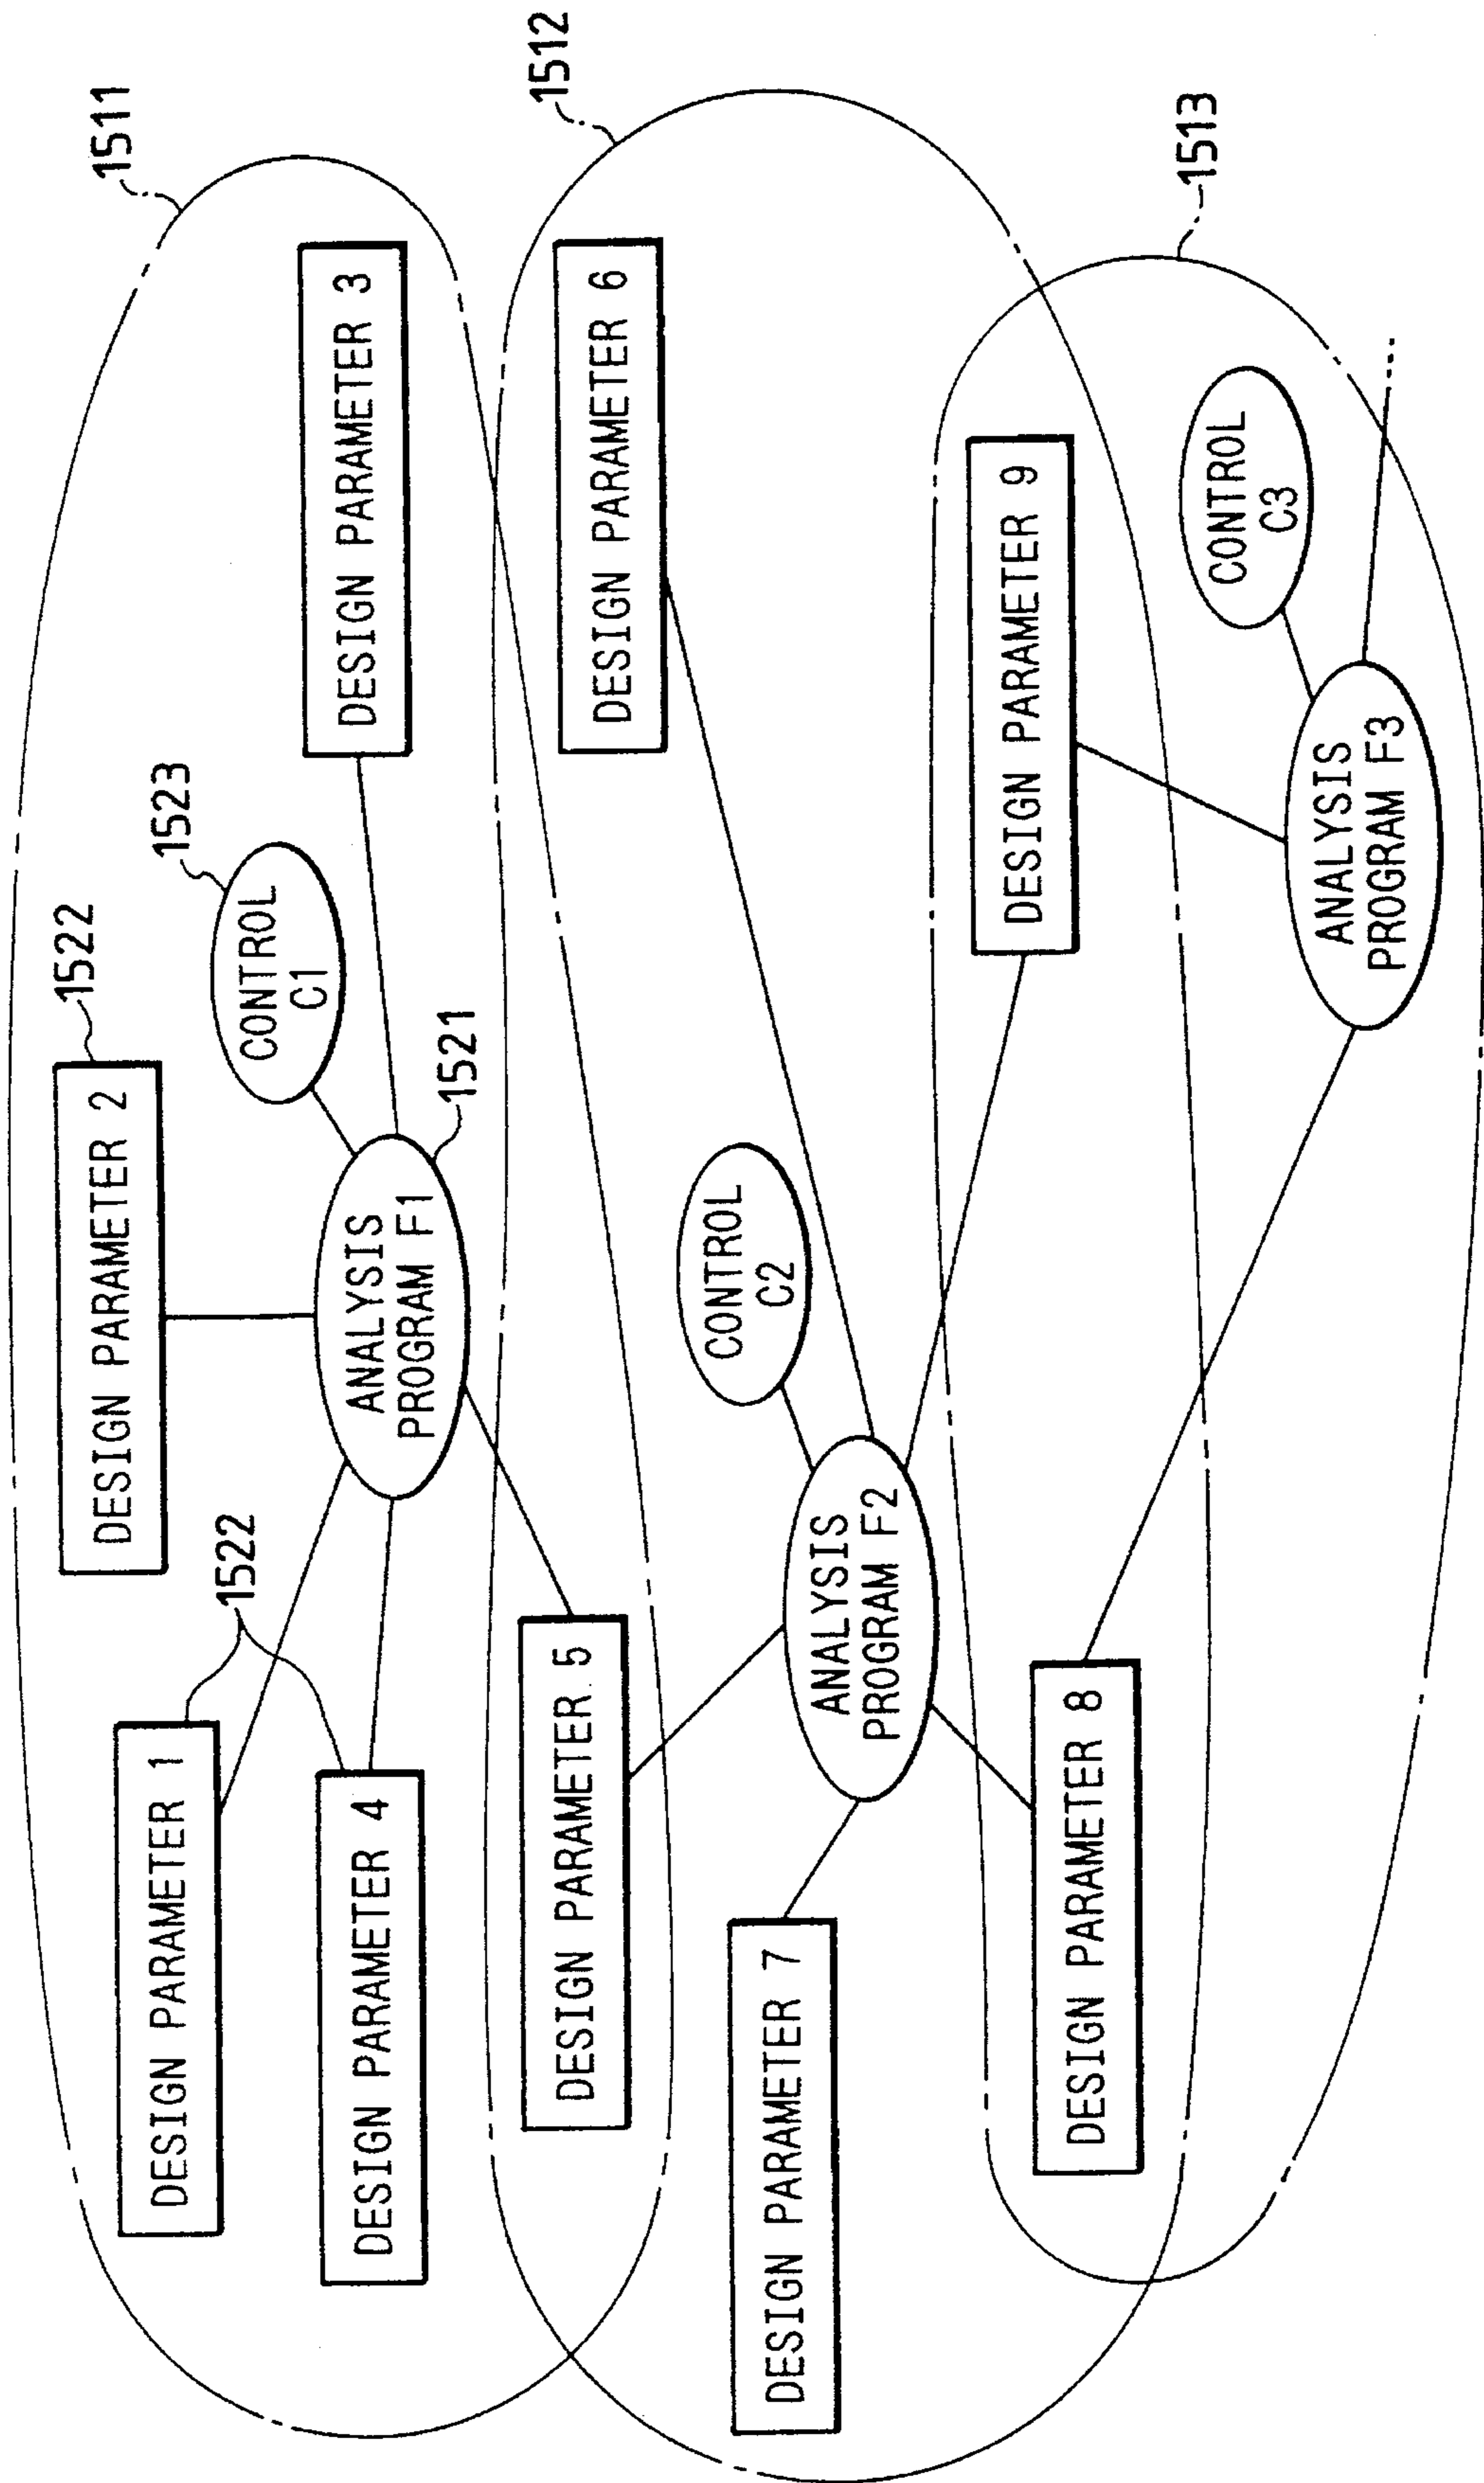 1511
1512
1513
1522
1523
1521
1522
DESIGN PARAMETER 1
DESIGN PARAMETER 2
DESIGN PARAMETER 3
DESIGN PARAMETER 4
CONTROL
C1
ANALYSIS
PROGRAM F1
DESIGN PARAMETER 5
DESIGN PARAMETER 6
CONTROL
C2
ANALYSIS
PROGRAM F2
DESIGN PARAMETER 7
DESIGN PARAMETER 8
DESIGN PARAMETER 9
CONTROL
C3
ANALYSIS
PROGRAM F3